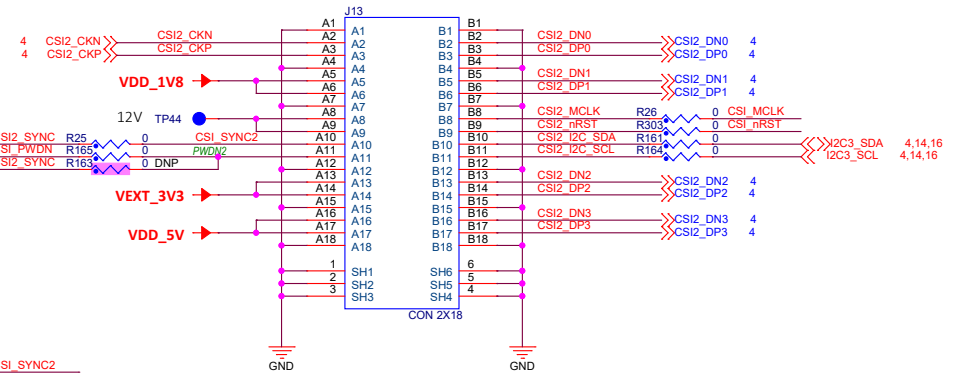 J13
A1 A1 B1 B1
4 CSI2_CKN CSI2_CKN A2 A2 B2 B2 CSI2_DN0 CSI2_DN0 4
4 CSI2_CKP CSI2_CKP A3 A3 B3 B3 CSI2_DP0 CSI2_DP0 4
A4 A4 B4 B4
VDD_1V8 A5 A5 B5 B5 CSI2_DN1 CSI2_DN1 4
A6 A6 B6 B6 CSI2_DP1 CSI2_DP1 4
A7 A7 B7 B7
12V TP44 A8 A8 B8 B8 CSI2_MCLK R26 0 CSI_MCLK
A9 A9 B9 B9 CSI2_nRST R303 0 CSI_nRST
SI2_SYNC R25 0 CSI_SYNC2 A10 A10 B10 B10 CSI2_I2C_SDA R161 0 I2C3_SDA 4,14,16
SI_PWDN R165 0 PWDN2 A11 A11 B11 B11 CSI2_I2C_SCL R164 0 I2C3_SCL 4,14,16
SI2_SYNC R163 0 DNP A12 A12 B12 B12
A13 A13 B13 B13 CSI2_DN2 CSI2_DN2 4
VEXT_3V3 A14 A14 B14 B14 CSI2_DP2 CSI2_DP2 4
A15 A15 B15 B15
A16 A16 B16 B16 CSI2_DN3 CSI2_DN3 4
VDD_5V A17 A17 B17 B17 CSI2_DP3 CSI2_DP3 4
A18 A18 B18 B18
1 SH1 SH6 6
2 SH2 SH5 5
3 SH3 SH4 4
CON 2X18
GND GND
SI_SYNC2